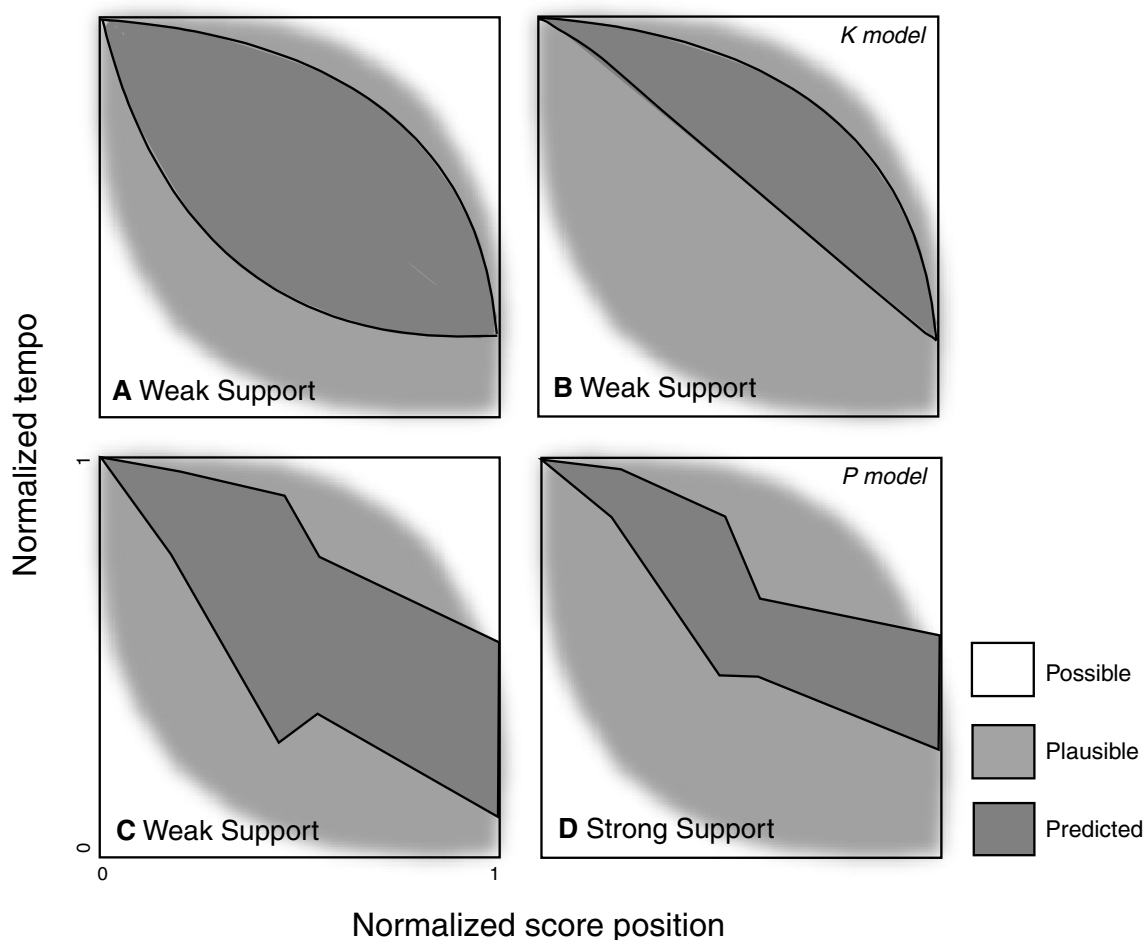 K model
A Weak Support
B Weak Support
Normalized tempo
1
P model
C Weak Support
D Strong Support
0
0
1
Possible
Plausible
Predicted
Normalized score position